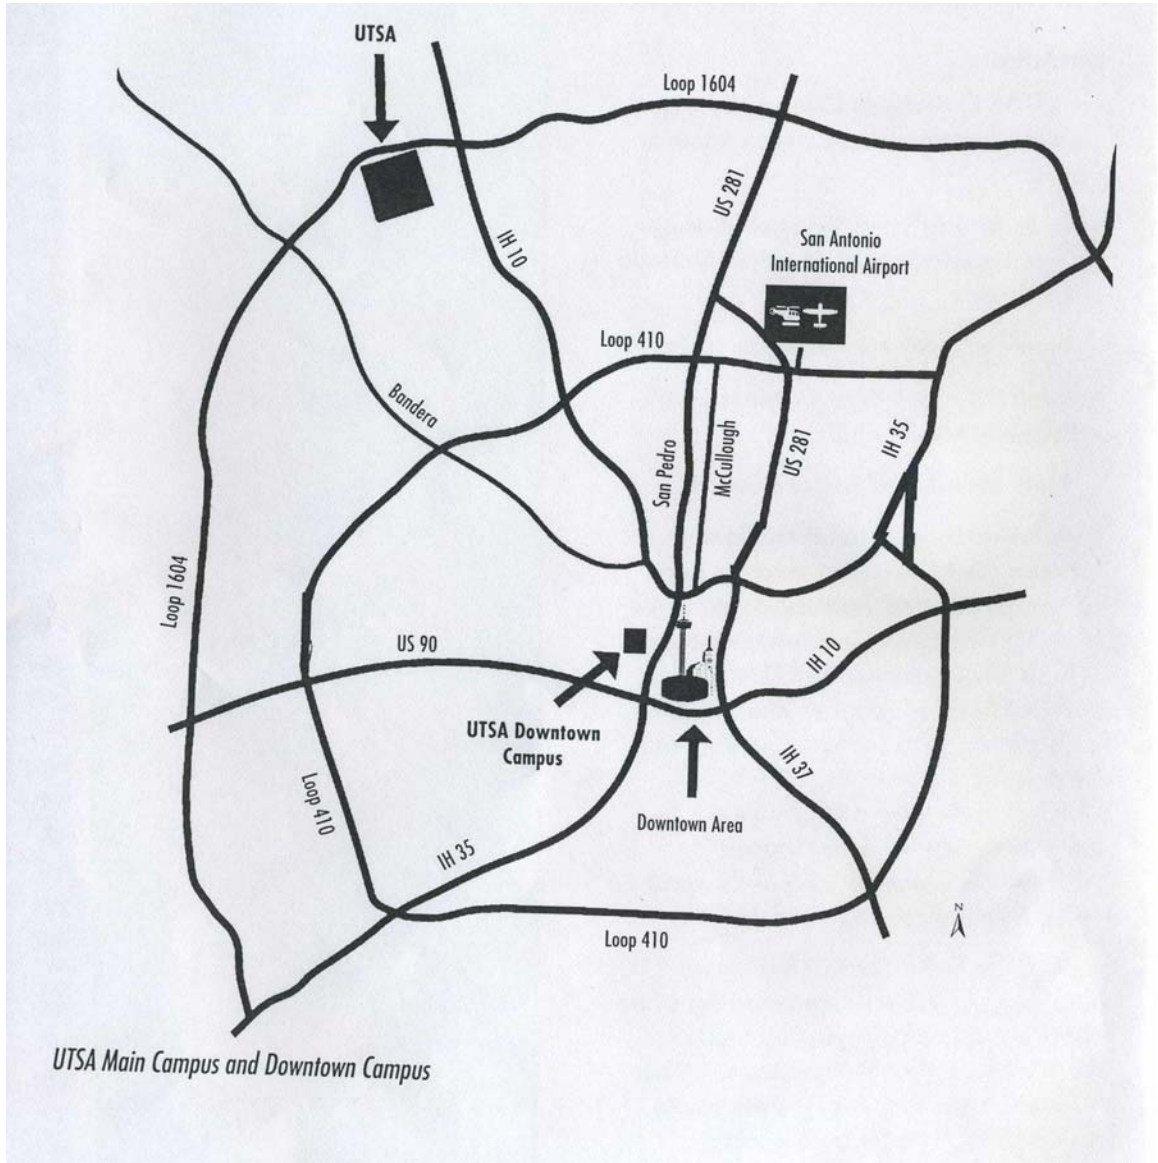 UTSA
Loop 1604
US 281
IH 10
San Antonio
International Airport
Loop 410
Bandera
San Pedro
McCullough
US 281
IH 35
Loop 1604
US 90
IH 10
UTSA Downtown
Campus
IH 37
Loop 410
Downtown Area
IH 35
N
Loop 410
UTSA Main Campus and Downtown Campus